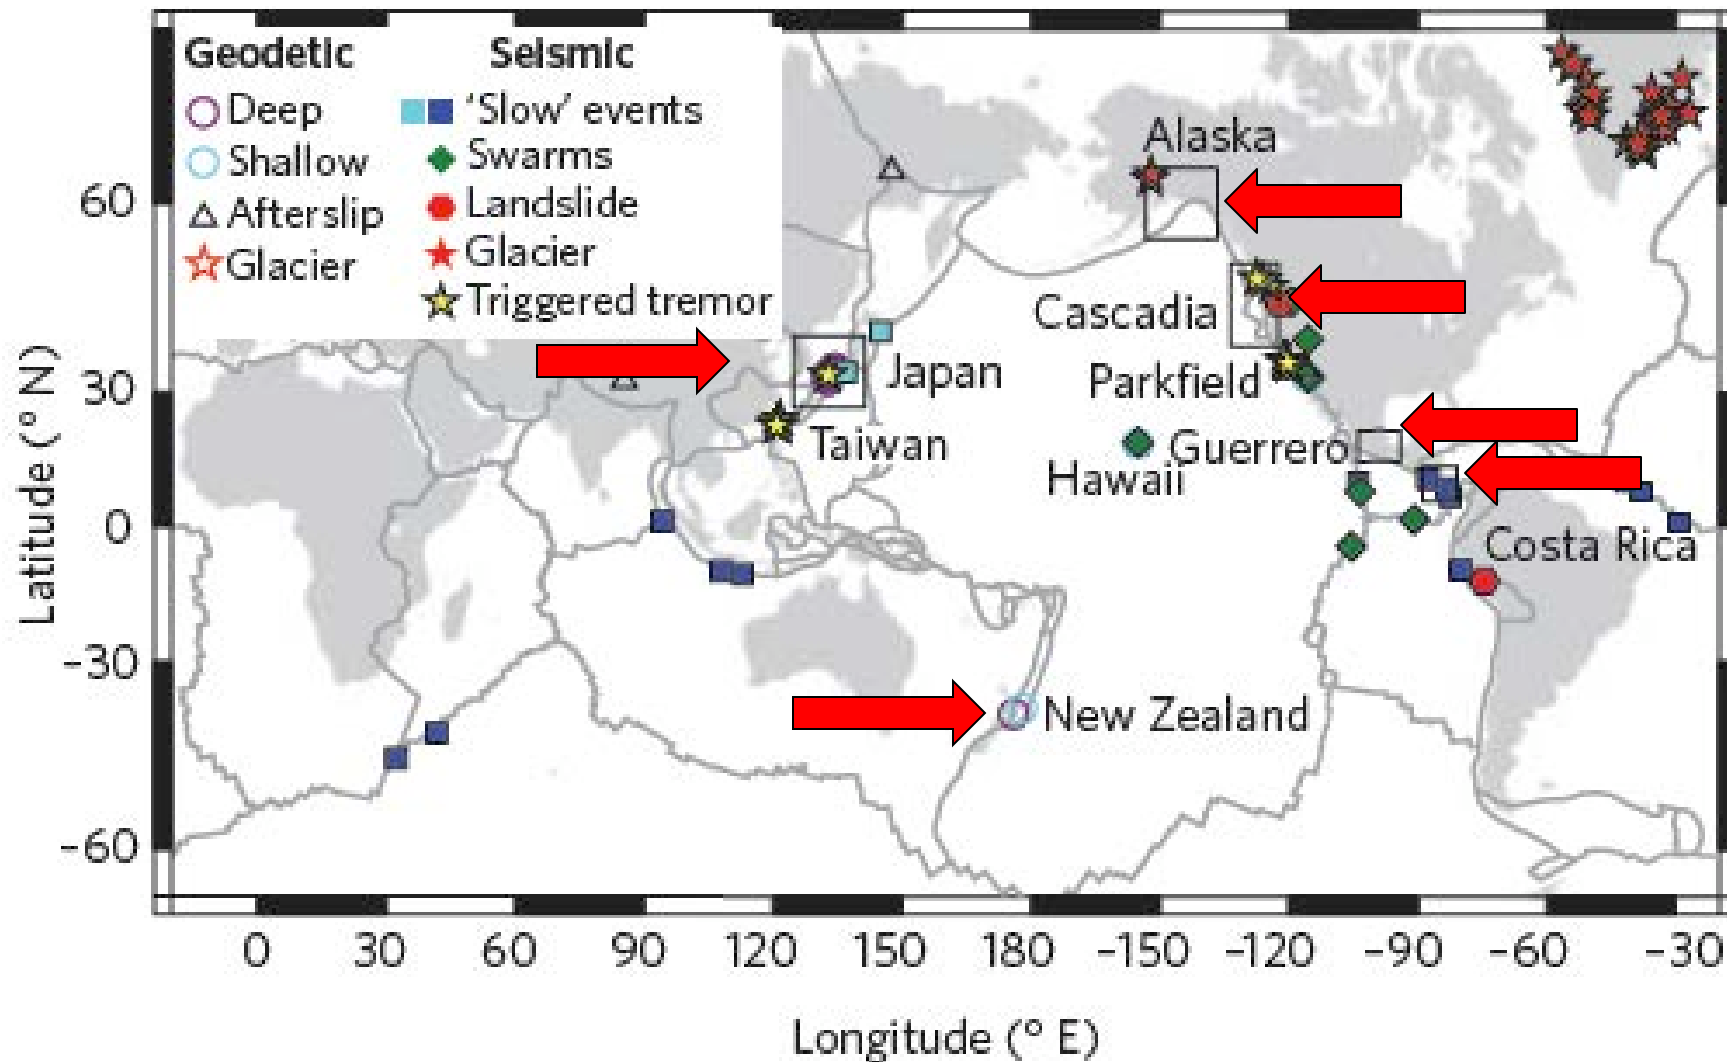 Geodetic Seismic
Deep 'Slow' events
Shallow Swarms
Afterslip Landslide
Glacier Glacier
Triggered tremor
Alaska
Cascadia
Japan
Parkfield
Taiwan
Guerrero
Hawaii
Costa Rica
New Zealand
Latitude (° N)
60
30
0
-30
-60
0 30 60 90 120 150 180 -150 -120 -90 -60 -30
Longitude (° E)